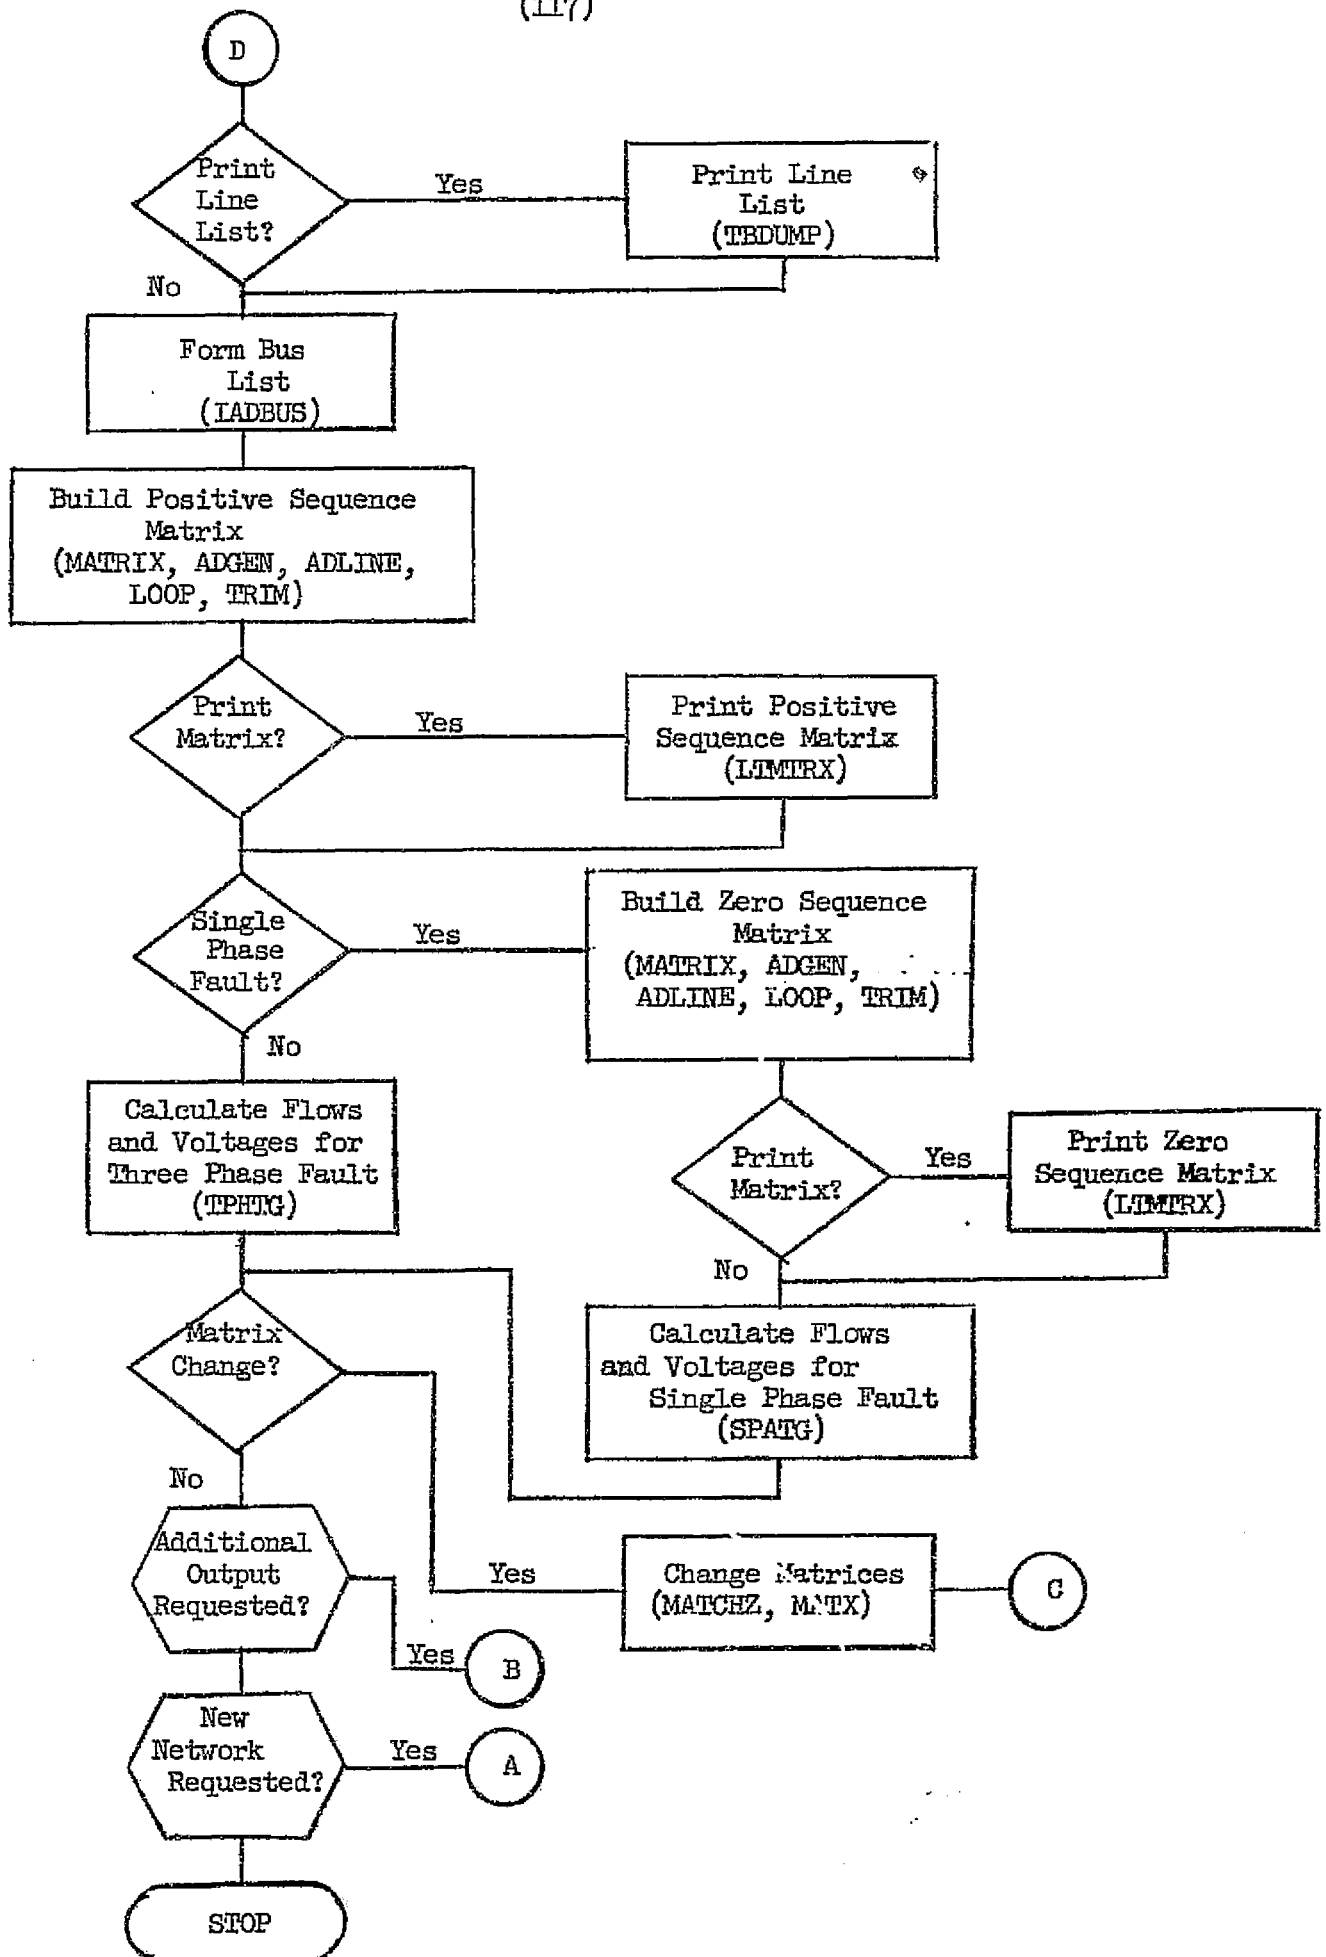 (117)
D
Print
Line
List?
Yes
Print Line
List
(TBDUMP)
No
Form Bus
List
(IADBUS)
Build Positive Sequence
Matrix
(MATRIX, ADGEN, ADLINE,
LOOP, TRIM)
Print
Matrix?
Yes
Print Positive
Sequence Matrix
(LTMTRX)
Single
Phase
Fault?
Yes
Build Zero Sequence
Matrix
(MATRIX, ADGEN,
ADLINE, LOOP, TRIM)
No
Calculate Flows
and Voltages for
Three Phase Fault
(TPHTG)
Print
Matrix?
Yes
Print Zero
Sequence Matrix
(LTMTRX)
No
Calculate Flows
and Voltages for
Single Phase Fault
(SPATG)
Matrix
Change?
No
Yes
Change Matrices
(MATCHZ, MATX)
C
Additional
Output
Requested?
Yes
B
New
Network
Requested?
Yes
A
STOP